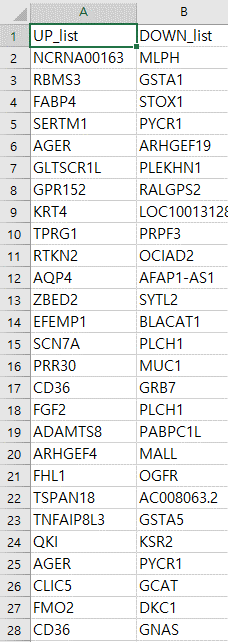 A B
1 UP_list DOWN_list
2 NCRNA00163 MLPH
3 RBMS3 GSTA1
4 FABP4 STOX1
5 SERTM1 PYCR1
6 AGER ARHGEF19
7 GLTSCR1L PLEKHN1
8 GPR152 RALGPS2
9 KRT4 LOC10013128
10 TPRG1 PRPF3
11 RTKN2 OCIAD2
12 AQP4 AFAP1-AS1
13 ZBED2 SYTL2
14 EFEMP1 BLACAT1
15 SCN7A PLCH1
16 PRR30 MUC1
17 CD36 GRB7
18 FGF2 PLCH1
19 ADAMTS8 PABPC1L
20 ARHGEF4 MALL
21 FHL1 OGFR
22 TSPAN18 AC008063.2
23 TNFAIP8L3 GSTA5
24 QKI KSR2
25 AGER PYCR1
26 CLIC5 GCAT
27 FMO2 DKC1
28 CD36 GNAS